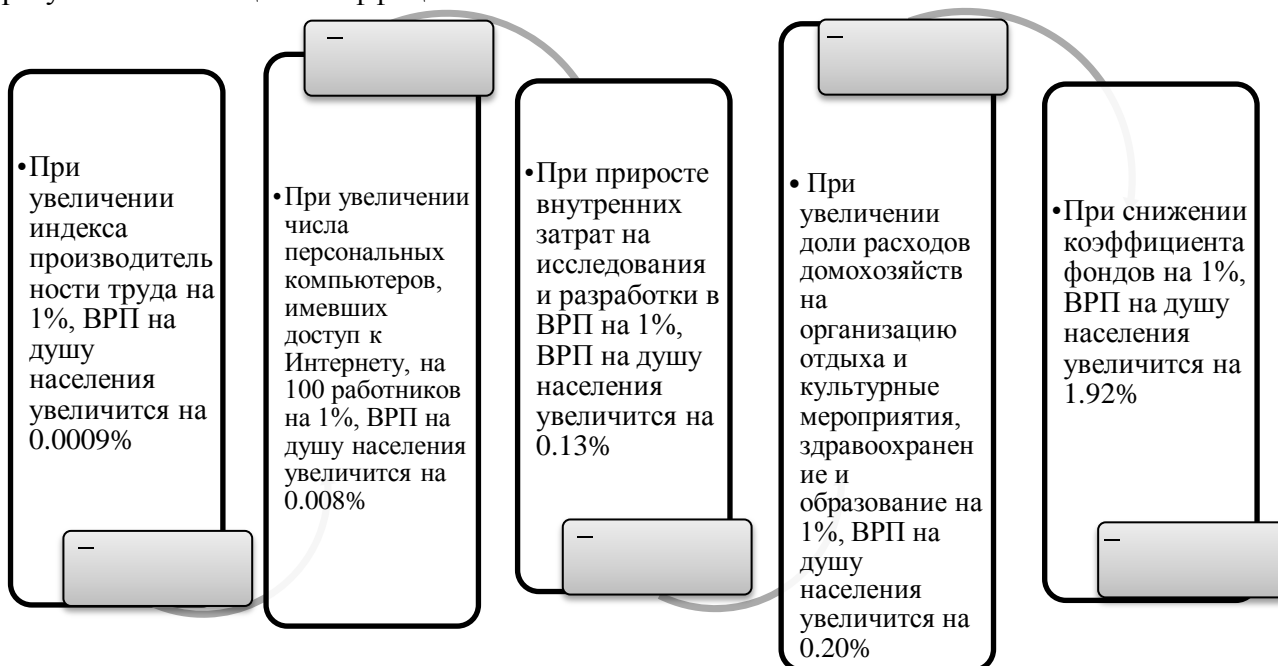 •При
увеличении
индекса
производитель
ности труда на
1%, ВРП на
душу
населения
увеличится на
0.0009%
•При увеличении
числа
персональных
компьютеров,
имевших
доступ к
Интернету, на
100 работников
на 1%, ВРП на
душу населения
увеличится на
0.008%
•При приросте
внутренних
затрат на
исследования
и разработки в
ВРП на 1%,
ВРП на душу
населения
увеличится на
0.13%
• При
увеличении
доли расходов
домохозяйств
на
организацию
отдыха и
культурные
мероприятия,
здравоохранен
ие и
образование на
1%, ВРП на
душу
населения
увеличится на
0.20%
•При снижении
коэффициента
фондов на 1%,
ВРП на душу
населения
увеличится на
1.92%